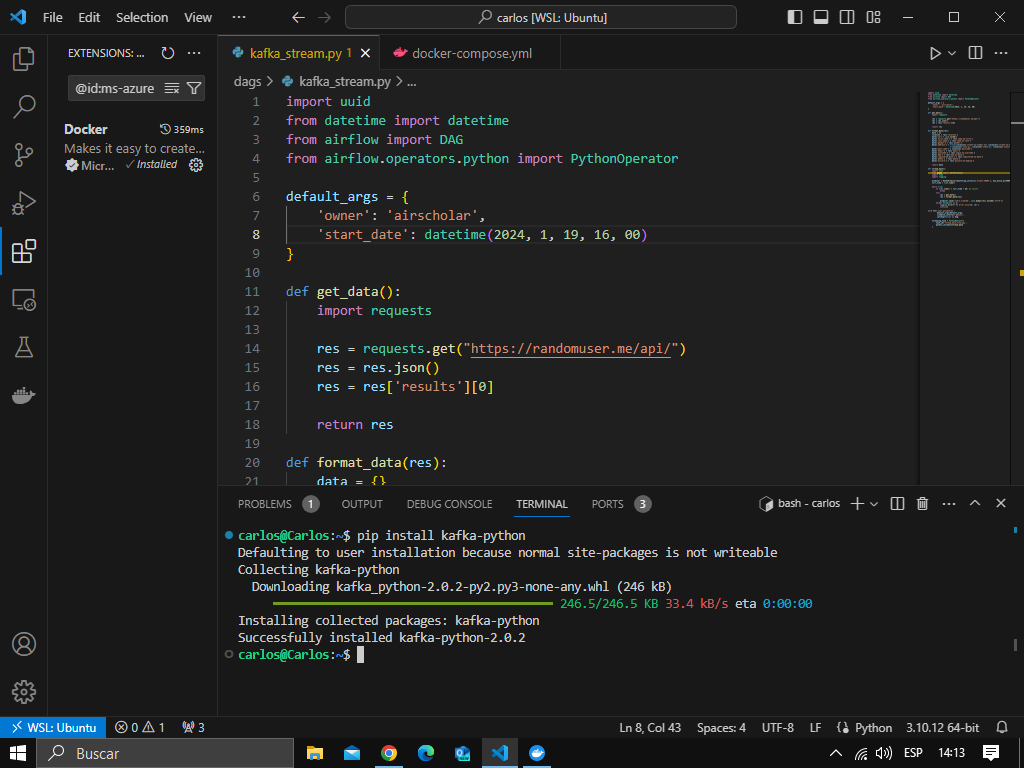 File Edit Selection View ··· carlos [WSL: Ubuntu]
EXTENSIONS: ... ···
@id:ms-azure
Docker 359ms
Makes it easy to create...
Micr... ✓ Installed
kafka_stream.py 1 docker-compose.yml
dags > kafka_stream.py > ...
1 import uuid
2 from datetime import datetime
3 from airflow import DAG
4 from airflow.operators.python import PythonOperator
5
6 default_args = {
7 'owner': 'airscholar',
8 'start_date': datetime(2024, 1, 19, 16, 00)
9 }
10
11 def get_data():
12 import requests
13
14 res = requests.get("https://randomuser.me/api/")
15 res = res.json()
16 res = res['results'][0]
17
18 return res
19
20 def format_data(res):
21 data = {}
PROBLEMS 1 OUTPUT DEBUG CONSOLE TERMINAL PORTS 3 bash - carlos
carlos@Carlos:~$ pip install kafka-python
Defaulting to user installation because normal site-packages is not writeable
Collecting kafka-python
Downloading kafka_python-2.0.2-py2.py3-none-any.whl (246 kB)
246.5/246.5 KB 33.4 kB/s eta 0:00:00
Installing collected packages: kafka-python
Successfully installed kafka-python-2.0.2
carlos@Carlos:~$
WSL: Ubuntu 0 1 3 Ln 8, Col 43 Spaces: 4 UTF-8 LF Python 3.10.12 64-bit
Buscar ESP 14:13